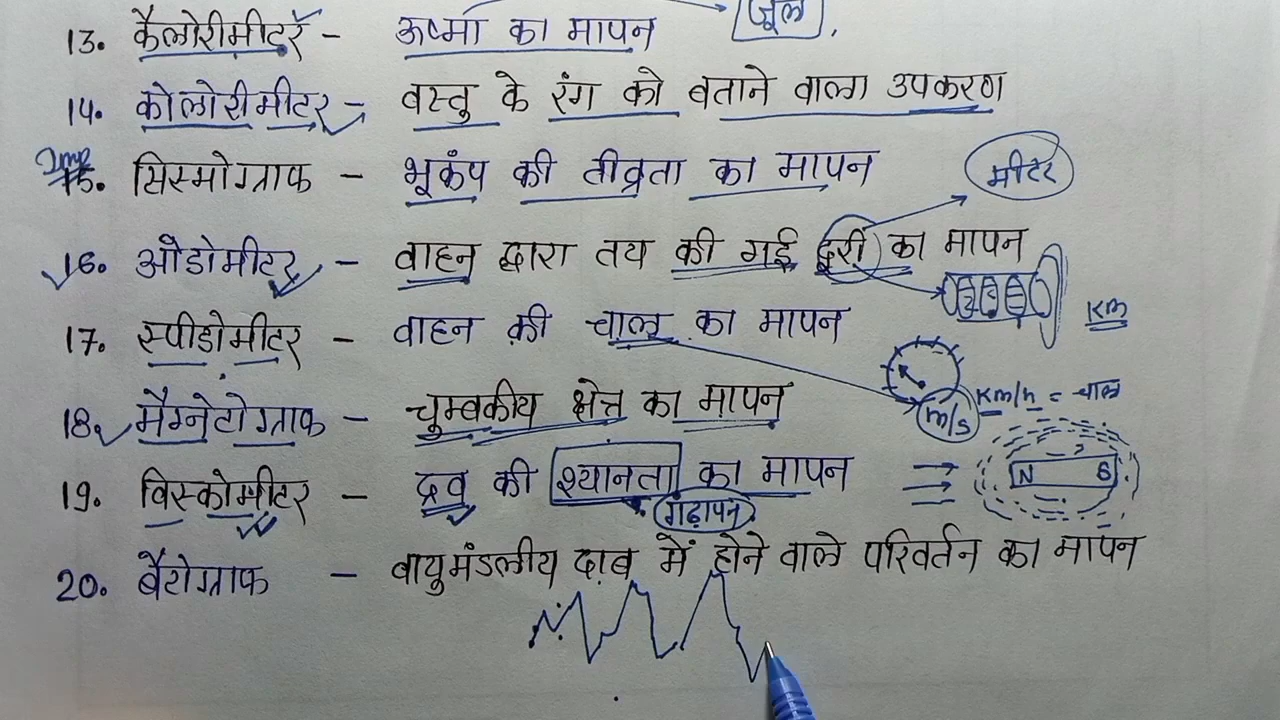 13. कैलोरीमीटर - ऊष्मा का मापन जूल,
14. कोलोरीमीटर - वस्तु के रंग को बताने वाला उपकरण
Imp 15. सिस्मोग्राफ - भूकंप की तीव्रता का मापन मीटर
16. ओडोमीटर - वाहन द्वारा तय की गई दूरी का मापन
Km
17. स्पीडोमीटर - वाहन की चाल का मापन
Km/h = चाल
18. मैग्नेटोग्राफ - चुम्बकीय क्षेत्र का मापन m/s
19. विस्कोमीटर - द्रव की श्यानता का मापन N S
गाढ़ापन
20. बैरोग्राफ - वायुमंडलीय दाब में होने वाले परिवर्तन का मापन